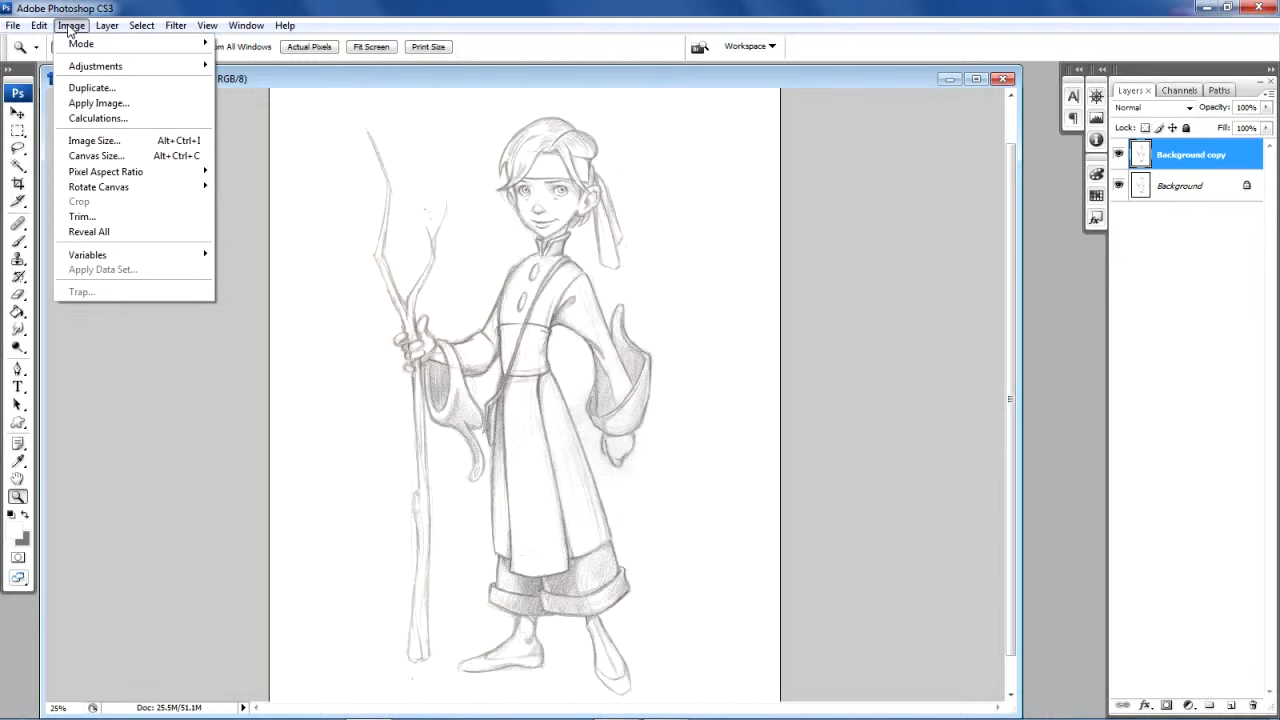 Ps Adobe Photoshop CS3
File Edit Image Layer Select Filter View Window Help
All Windows Actual Pixels Fit Screen Print Size Workspace
RGB/8)
Mode
Adjustments
Duplicate...
Apply Image...
Calculations...
Image Size... Alt+Ctrl+I
Canvas Size... Alt+Ctrl+C
Pixel Aspect Ratio
Rotate Canvas
Crop
Trim...
Reveal All
Variables
Apply Data Set...
Trap...
Ps
T
A
Layers x Channels Paths
Normal Opacity: 100%
Lock: Fill: 100%
Background copy
Background
25% Doc: 25.5M/51.1M